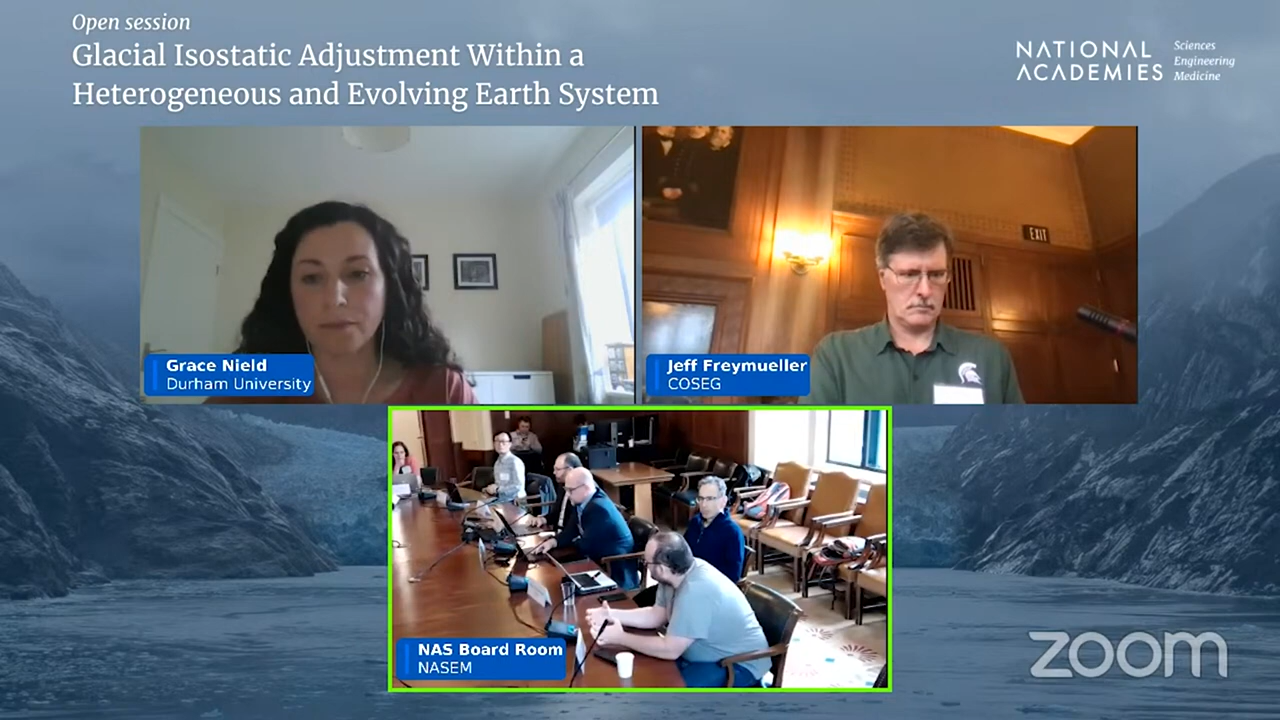 Open session
Glacial Isostatic Adjustment Within a
Heterogeneous and Evolving Earth System
NATIONAL
ACADEMIES
Sciences
Engineering
Medicine
EXIT
Grace Nield
Durham University
Jeff Freymueller
COSEG
NAS Board Room
NASEM
zoom